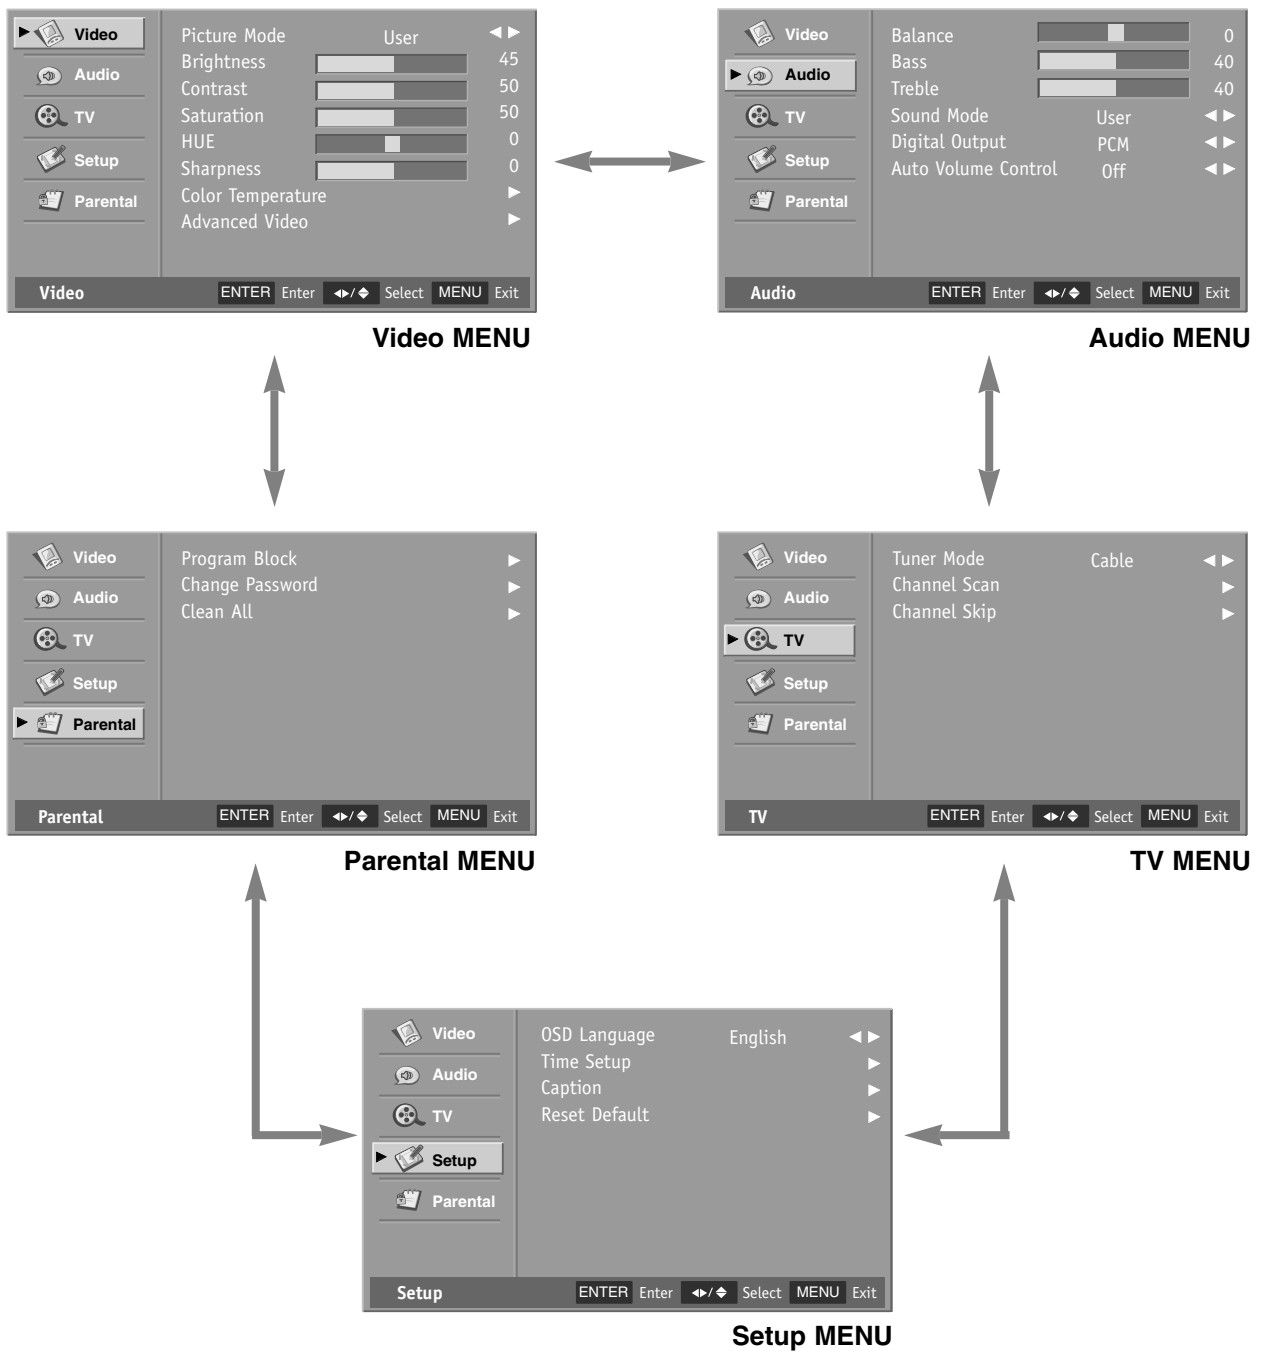 Video
Audio
TV
Setup
Parental
Picture Mode User
Brightness 45
Contrast 50
Saturation 50
HUE 0
Sharpness 0
Color Temperature
Advanced Video
Video ENTER Enter / Select MENU Exit
Video MENU
Video
Audio
TV
Setup
Parental
Balance 0
Bass 40
Treble 40
Sound Mode User
Digital Output PCM
Auto Volume Control Off
Audio ENTER Enter / Select MENU Exit
Audio MENU
Video
Audio
TV
Setup
Parental
Program Block
Change Password
Clean All
Parental ENTER Enter / Select MENU Exit
Parental MENU
Video
Audio
TV
Setup
Parental
Tuner Mode Cable
Channel Scan
Channel Skip
TV ENTER Enter / Select MENU Exit
TV MENU
Video
Audio
TV
Setup
Parental
OSD Language English
Time Setup
Caption
Reset Default
Setup ENTER Enter / Select MENU Exit
Setup MENU